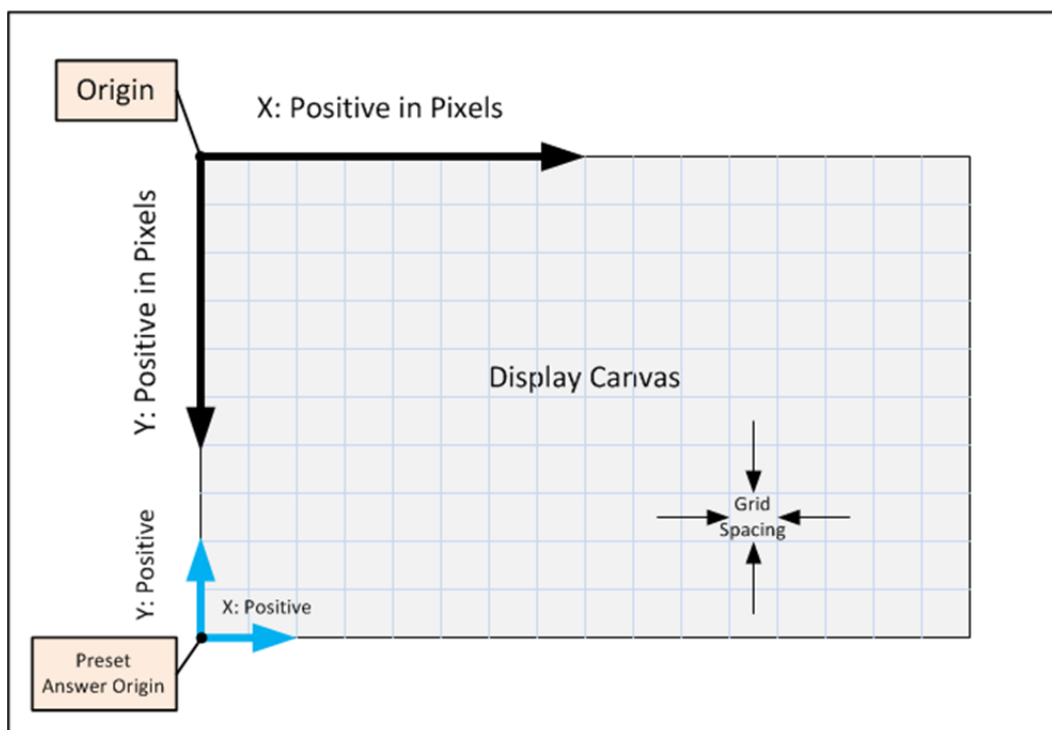 Origin
X: Positive in Pixels
Y: Positive in Pixels
Display Canvas
Grid
Spacing
Y: Positive
X: Positive
Preset
Answer Origin